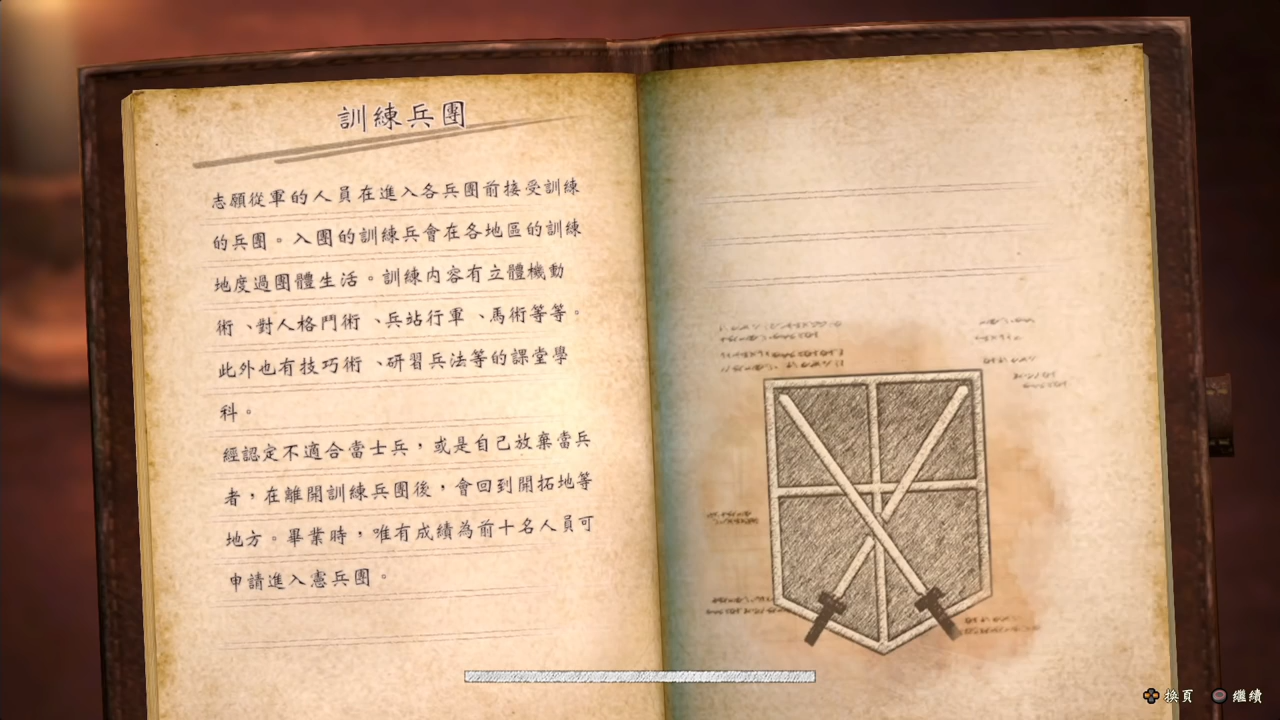 訓練兵團
志願從軍的人員在進入各兵團前接受訓練
的兵團。入團的訓練兵會在各地區的訓練
地度過團體生活。訓練內容有立體機動
術、對人格鬥術、兵站行軍、馬術等等。
此外也有技巧術、研習兵法等的課堂學
科。
經認定不適合當士兵，或是自己放棄當兵
者，在離開訓練兵團後，會回到開拓地等
地方。畢業時，唯有成績為前十名人員可
申請進入憲兵團。
換頁 繼續